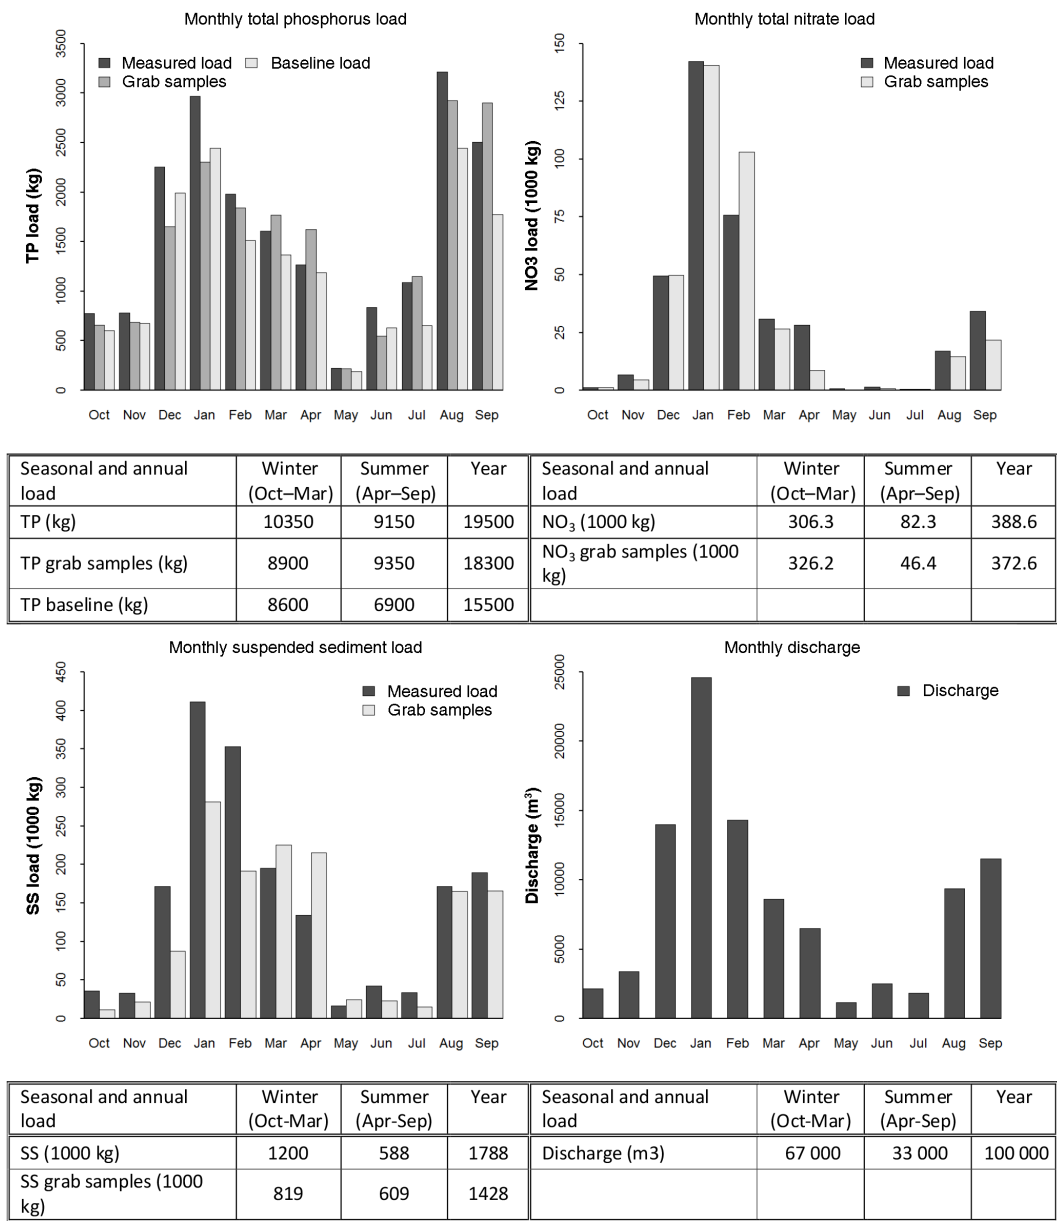 Monthly total phosphorus load
Measured load
Baseline load
Grab samples
TP load (kg)
3500
3000
2500
2000
1500
1000
500
0
Oct Nov Dec Jan Feb Mar Apr May Jun Jul Aug Sep
Monthly total nitrate load
Measured load
Grab samples
NO3 load (1000 kg)
150
125
100
75
50
25
0
Oct Nov Dec Jan Feb Mar Apr May Jun Jul Aug Sep
Seasonal and annual load Winter (Oct–Mar) Summer (Apr–Sep) Year
TP (kg) 10350 9150 19500
TP grab samples (kg) 8900 9350 18300
TP baseline (kg) 8600 6900 15500
Seasonal and annual load Winter (Oct–Mar) Summer (Apr–Sep) Year
NO3 (1000 kg) 306.3 82.3 388.6
NO3 grab samples (1000 kg) 326.2 46.4 372.6
Monthly suspended sediment load
Measured load
Grab samples
SS load (1000 kg)
450
400
350
300
250
200
150
100
50
0
Oct Nov Dec Jan Feb Mar Apr May Jun Jul Aug Sep
Monthly discharge
Discharge
Discharge (m³)
25000
20000
15000
10000
5000
0
Oct Nov Dec Jan Feb Mar Apr May Jun Jul Aug Sep
Seasonal and annual load Winter (Oct-Mar) Summer (Apr-Sep) Year
SS (1000 kg) 1200 588 1788
SS grab samples (1000 kg) 819 609 1428
Seasonal and annual load Winter (Oct-Mar) Summer (Apr-Sep) Year
Discharge (m3) 67 000 33 000 100 000